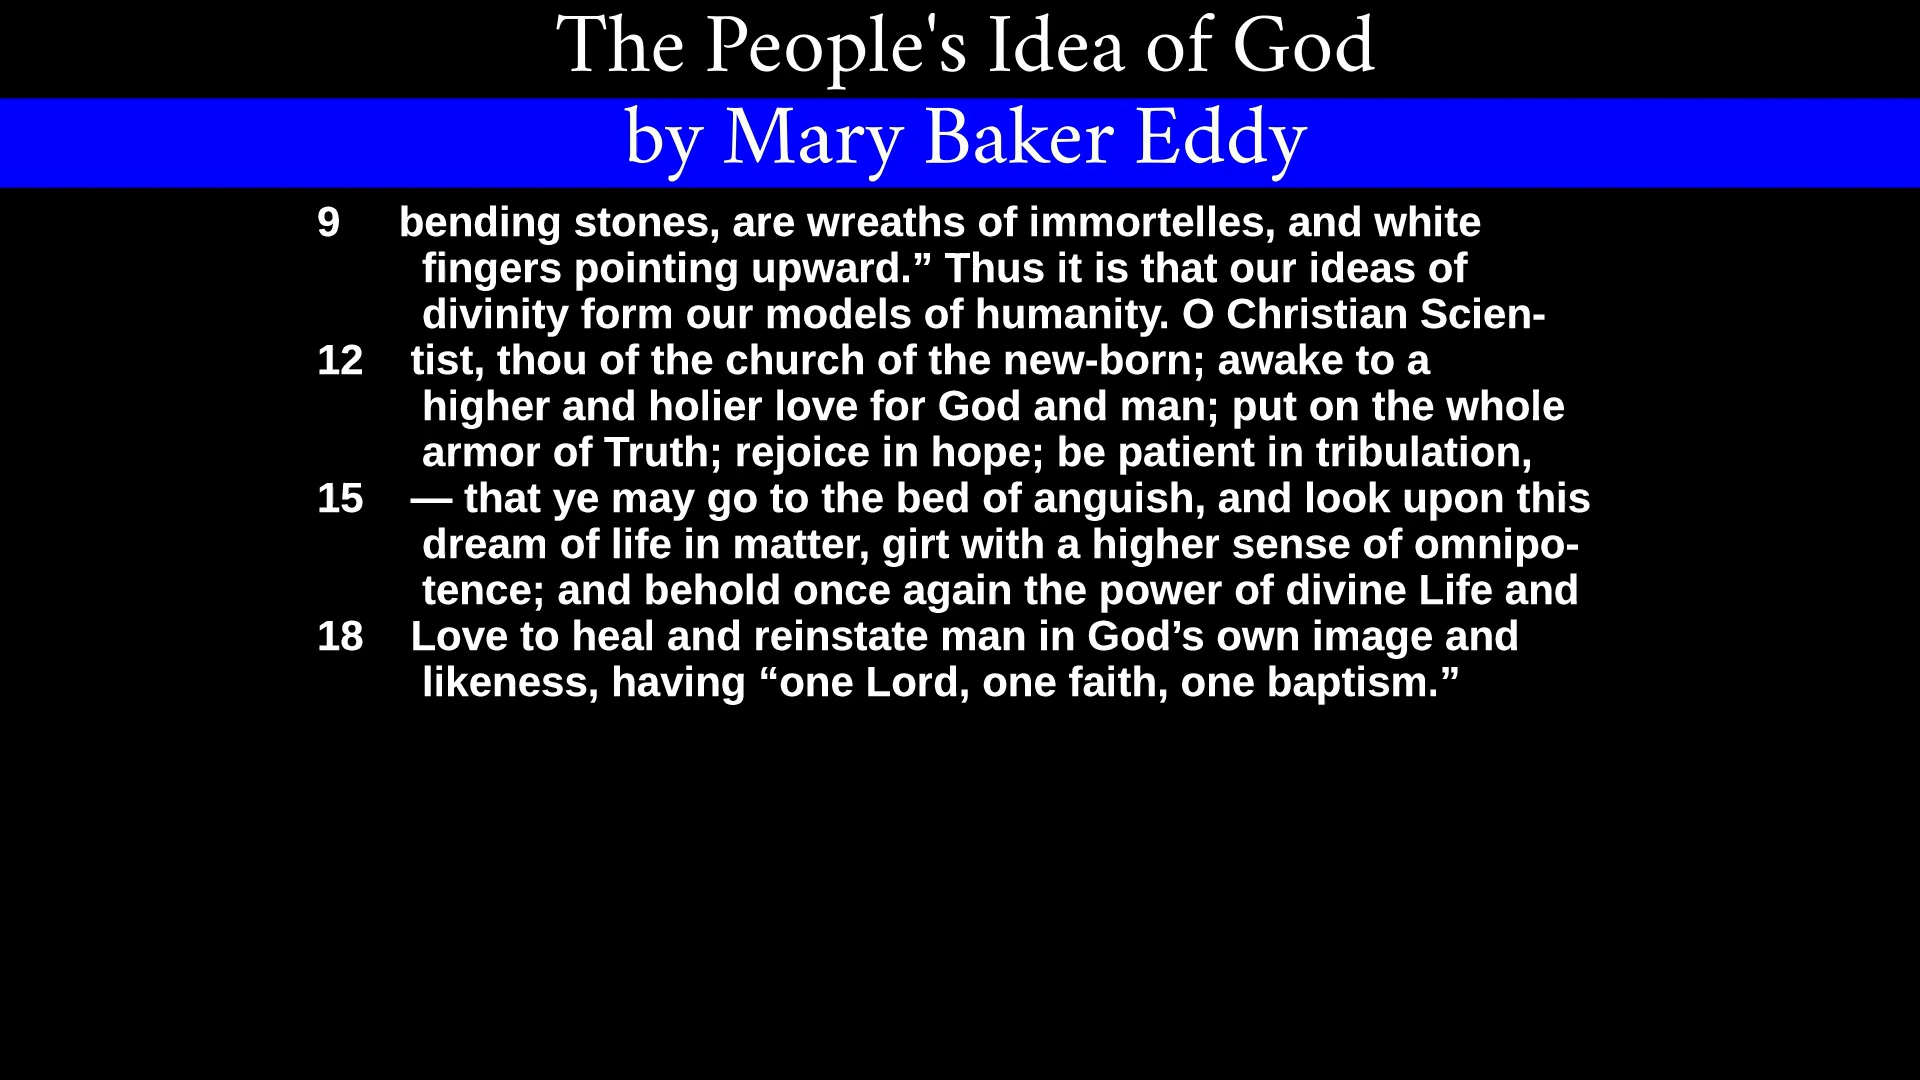 The People's Idea of God
by Mary Baker Eddy
9 bending stones, are wreaths of immortelles, and white
fingers pointing upward.” Thus it is that our ideas of
divinity form our models of humanity. O Christian Scien-
12 tist, thou of the church of the new-born; awake to a
higher and holier love for God and man; put on the whole
armor of Truth; rejoice in hope; be patient in tribulation,
15 — that ye may go to the bed of anguish, and look upon this
dream of life in matter, girt with a higher sense of omnipo-
tence; and behold once again the power of divine Life and
18 Love to heal and reinstate man in God’s own image and
likeness, having “one Lord, one faith, one baptism.”